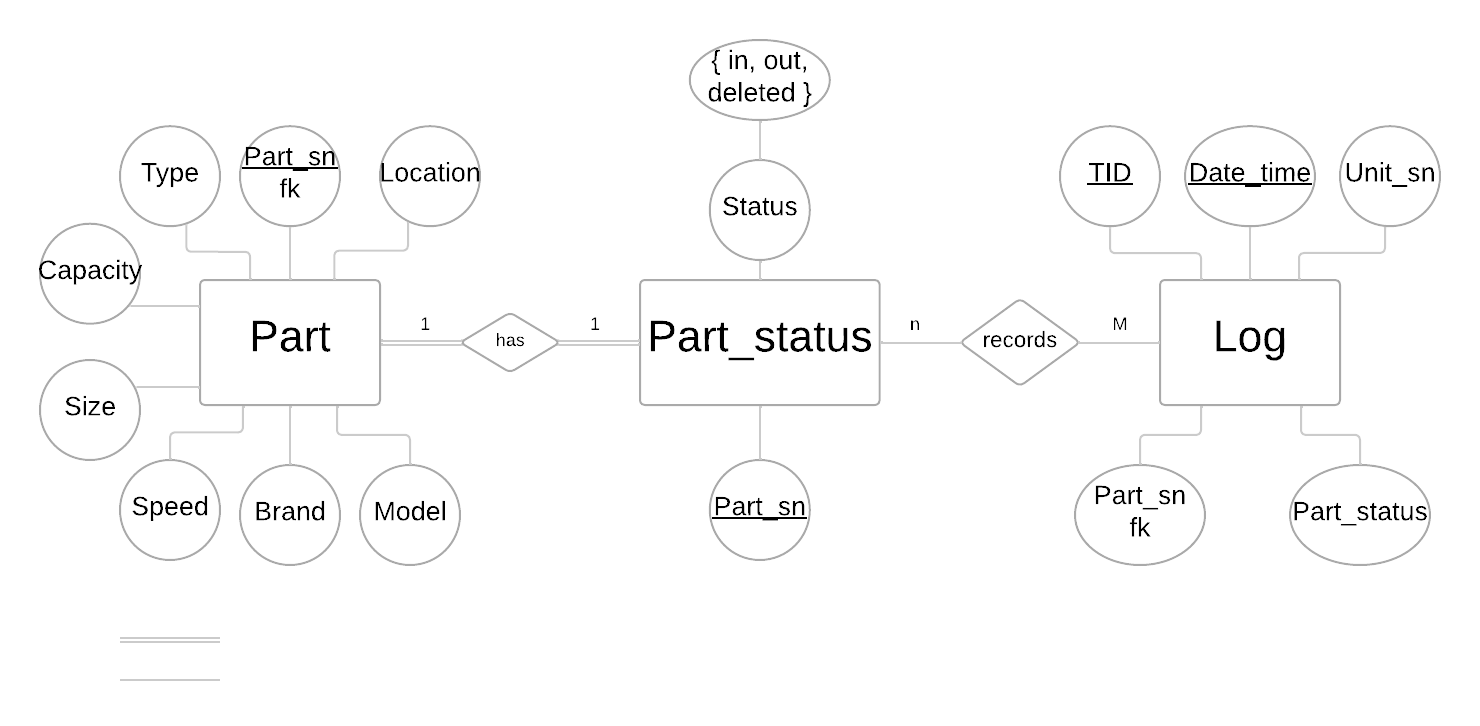 { in, out,
deleted }
Type
Part_sn
fk
Location
TID
Date_time
Unit_sn
Status
Capacity
Part
1
has
1
Part_status
n
records
M
Log
Size
Speed
Brand
Model
Part_sn
Part_sn
fk
Part_status